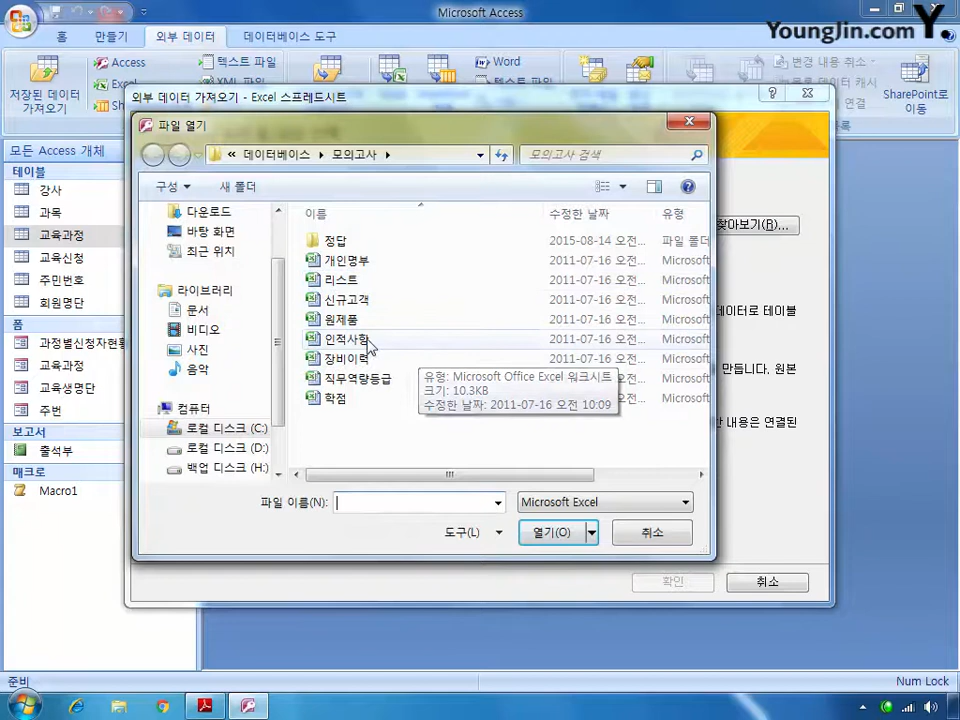 Microsoft Access
YoungJin.com Y.
홈 만들기 외부 데이터 데이터베이스 도구
저장된 데이터 가져오기
Access
Excel
텍스트 파일
XML 파일
Word
텍스트 파일
변경 내용 취소
목록 데이터 캐시
연결
SharePoint로 이동
외부 데이터 가져오기 - Excel 스프레드시트
파일 열기
« 데이터베이스 모의고사
모의고사 검색
구성 새 폴더
모든 Access 개체
테이블
강사
과목
교육과정
교육신청
주민번호
회원명단
폼
과정별신청자현황
교육과정
교육생명단
주번
보고서
출석부
매크로
Macro1
다운로드
바탕 화면
최근 위치
라이브러리
문서
비디오
사진
음악
컴퓨터
로컬 디스크 (C:)
로컬 디스크 (D:)
백업 디스크 (H:)
이름 수정한 날짜 유형
정답 2015-08-14 오전... 파일 폴더
개인명부 2011-07-16 오전... Microsoft
리스트 2011-07-16 오전... Microsoft
신규고객 2011-07-16 오전... Microsoft
원제품 2011-07-16 오전... Microsoft
인적사항 2011-07-16 오전... Microsoft
장비이력 2011-07-16 오전... Microsoft
직무역량등급 Microsoft
학점 Microsoft
유형: Microsoft Office Excel 워크시트
크기: 10.3KB
수정한 날짜: 2011-07-16 오전 10:09
찾아보기(R)...
데이터로 테이블
만듭니다. 원본
한 내용은 연결된
파일 이름(N):
Microsoft Excel
도구(L) 열기(O) 취소
확인 취소
준비
Num Lock